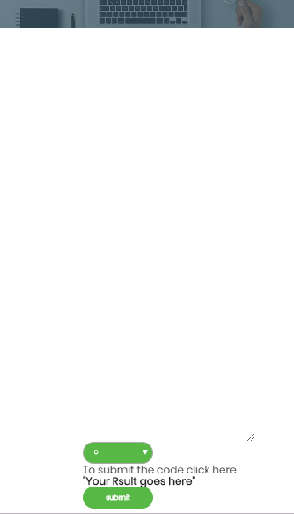 To submit the code click here
"Your Rsult goes here"
submit